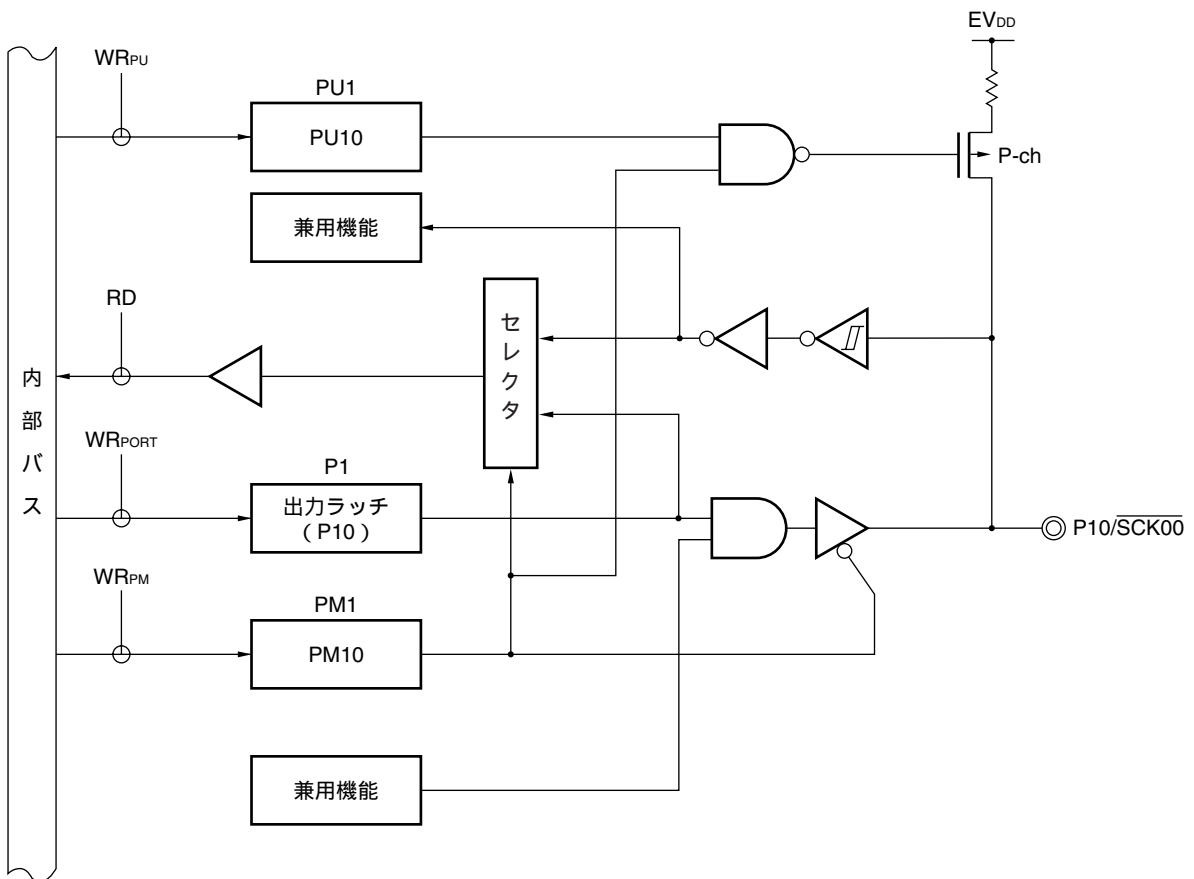 EVDD
WRPU
PU1
PU10
P-ch
兼用機能
RD
セレクタ
内部バス
WRPORT
P1
出力ラッチ
(P10)
P10/SCK00
WRPM
PM1
PM10
兼用機能